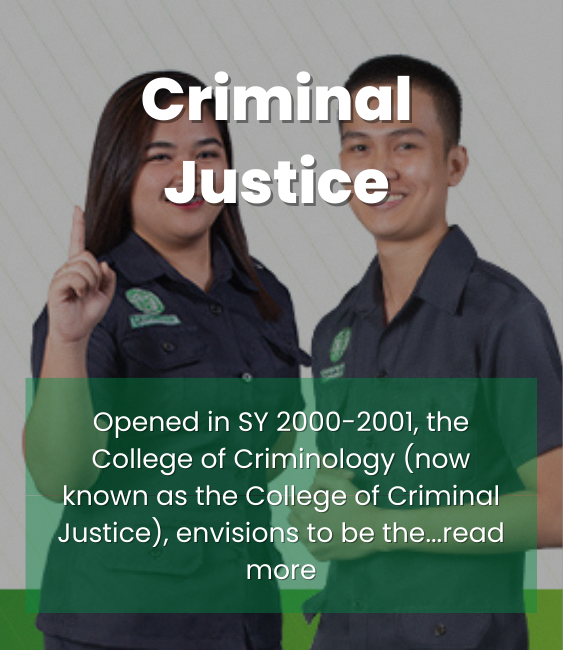 Criminal
Justice
Opened in SY 2000-2001, the
College of Criminology (now
known as the College of Criminal
Justice), envisions to be the...read
more